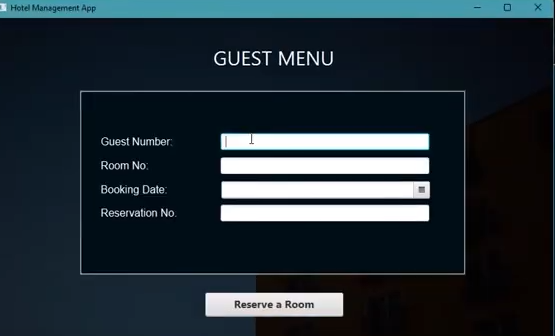 Hotel Management App
GUEST MENU
Guest Number:
Room No:
Booking Date:
Reservation No.
Reserve a Room